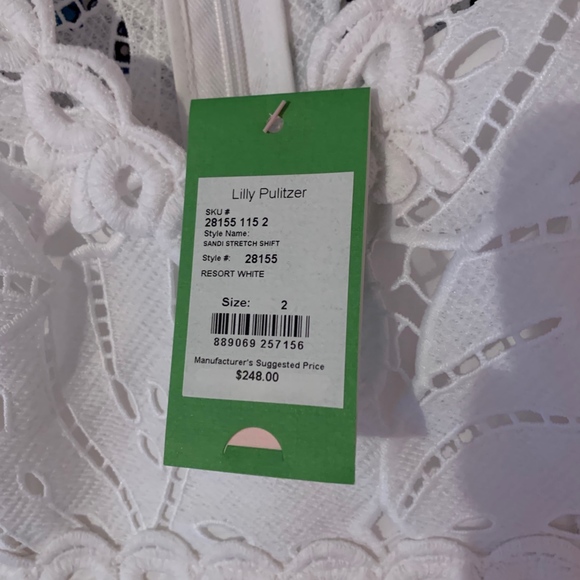 Lilly Pulitzer
SKU #
28155 115 2
Style Name:
SANDI STRETCH SHIFT
Style #: 28155
RESORT WHITE
Size: 2
889069 257156
Manufacturer's Suggested Price
$248.00